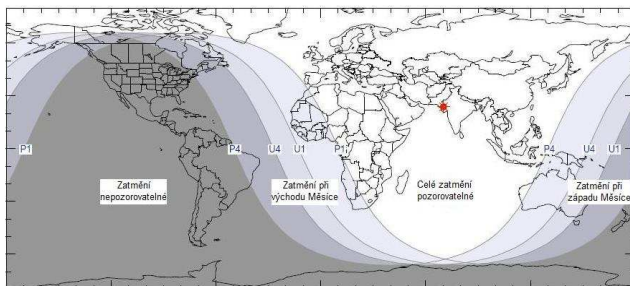 P1
P4
U4
U1
P1
P4
U4
U1
Zatmění
nepozorovatelné
Zatmění při
východu Měsíce
Celé zatmění
pozorovatelné
Zatmění při
západu Měsíce